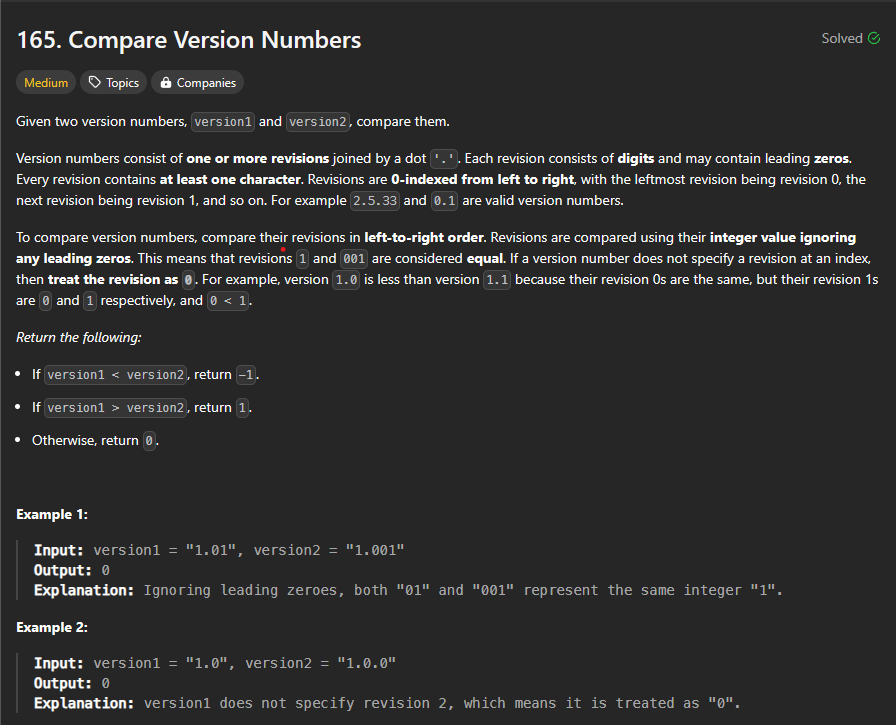 165. Compare Version Numbers
Solved
Medium Topics Companies
Given two version numbers, version1 and version2, compare them.
Version numbers consist of one or more revisions joined by a dot '.'. Each revision consists of digits and may contain leading zeros.
Every revision contains at least one character. Revisions are 0-indexed from left to right, with the leftmost revision being revision 0, the
next revision being revision 1, and so on. For example 2.5.33 and 0.1 are valid version numbers.
To compare version numbers, compare their revisions in left-to-right order. Revisions are compared using their integer value ignoring
any leading zeros. This means that revisions 1 and 001 are considered equal. If a version number does not specify a revision at an index,
then treat the revision as 0. For example, version 1.0 is less than version 1.1 because their revision 0s are the same, but their revision 1s
are 0 and 1 respectively, and 0 < 1.
Return the following:
• If version1 < version2, return -1.
• If version1 > version2, return 1.
• Otherwise, return 0.
Example 1:
Input: version1 = "1.01", version2 = "1.001"
Output: 0
Explanation: Ignoring leading zeroes, both "01" and "001" represent the same integer "1".
Example 2:
Input: version1 = "1.0", version2 = "1.0.0"
Output: 0
Explanation: version1 does not specify revision 2, which means it is treated as "0".